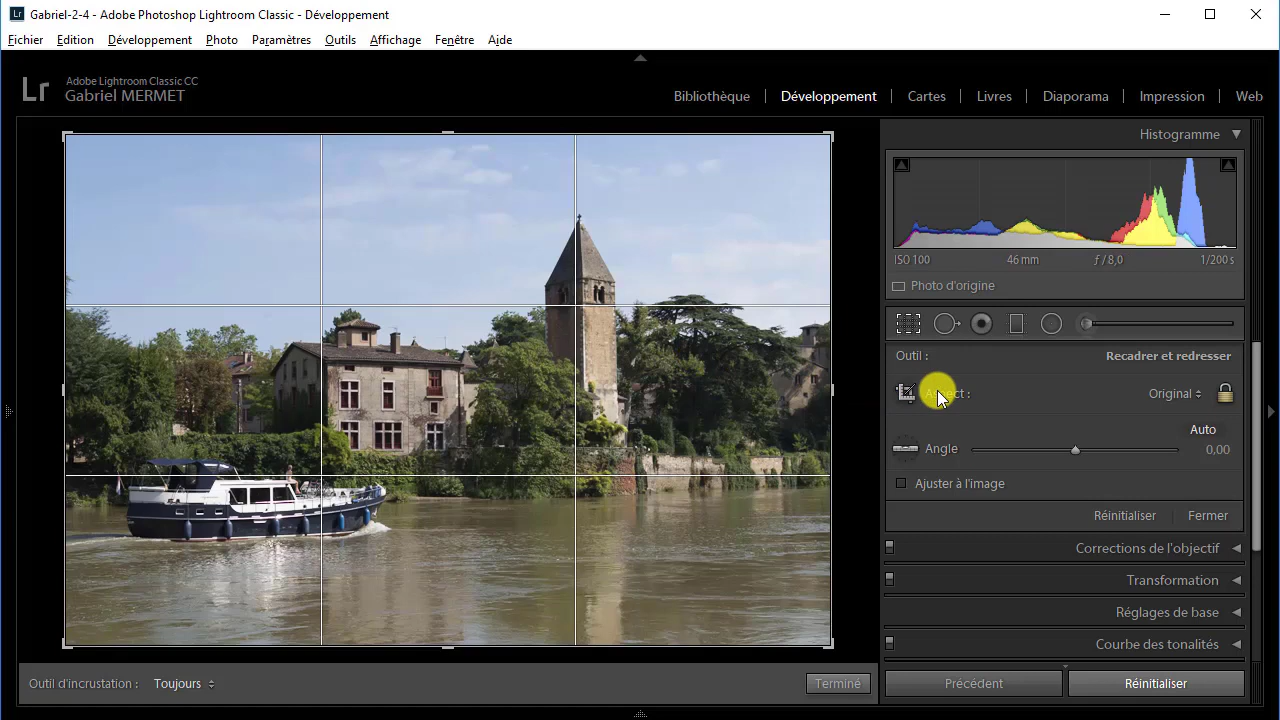 Lr Gabriel-2-4 - Adobe Photoshop Lightroom Classic - Développement
Fichier Edition Développement Photo Paramètres Outils Affichage Fenêtre Aide
Lr
Adobe Lightroom Classic CC
Gabriel MERMET
Bibliothèque Développement Cartes Livres Diaporama Impression Web
Histogramme
ISO 100 46 mm ƒ / 8,0 1/200 s
Photo d'origine
Outil : Recadrer et redresser
Aspect : Original
Auto
Angle 0,00
Ajuster à l'image
Réinitialiser Fermer
Corrections de l'objectif
Transformation
Réglages de base
Courbe des tonalités
Outil d'incrustation : Toujours Terminé
Précédent Réinitialiser